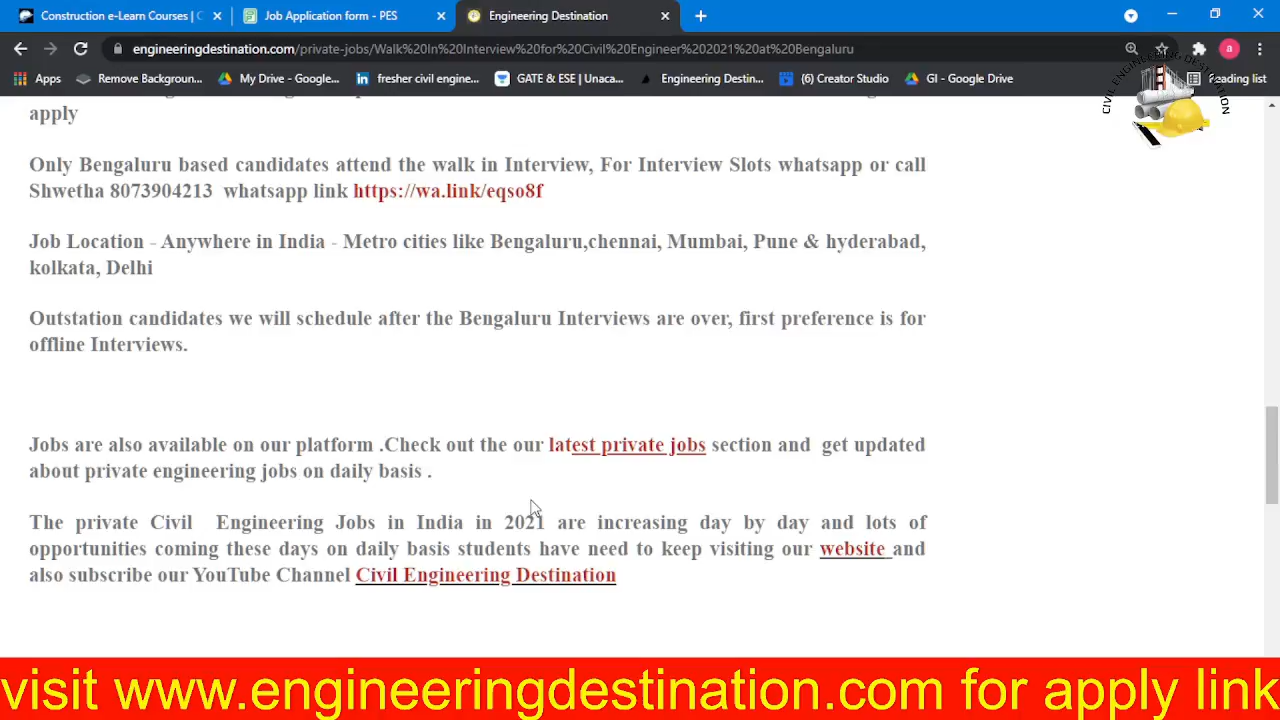 Construction e-Learn Courses | C
Job Application form - PES
Engineering Destination
engineeringdestination.com/private-jobs/Walk%20In%20Interview%20for%20Civil%20Engineer%202021%20at%20Bengaluru
a
Apps
Remove Backgroun...
My Drive - Google...
fresher civil engine...
GATE & ESE | Unaca...
Engineering Destin...
(6) Creator Studio
GI - Google Drive
Reading list
CIVIL ENGINEERING DESTINATION
apply
Only Bengaluru based candidates attend the walk in Interview, For Interview Slots whatsapp or call
Shwetha 8073904213 whatsapp link https://wa.link/eqso8f
Job Location - Anywhere in India - Metro cities like Bengaluru,chennai, Mumbai, Pune & hyderabad,
kolkata, Delhi
Outstation candidates we will schedule after the Bengaluru Interviews are over, first preference is for
offline Interviews.
Jobs are also available on our platform .Check out the our latest private jobs section and get updated
about private engineering jobs on daily basis .
The private Civil Engineering Jobs in India in 2021 are increasing day by day and lots of
opportunities coming these days on daily basis students have need to keep visiting our website and
also subscribe our YouTube Channel Civil Engineering Destination
visit www.engineeringdestination.com for apply link